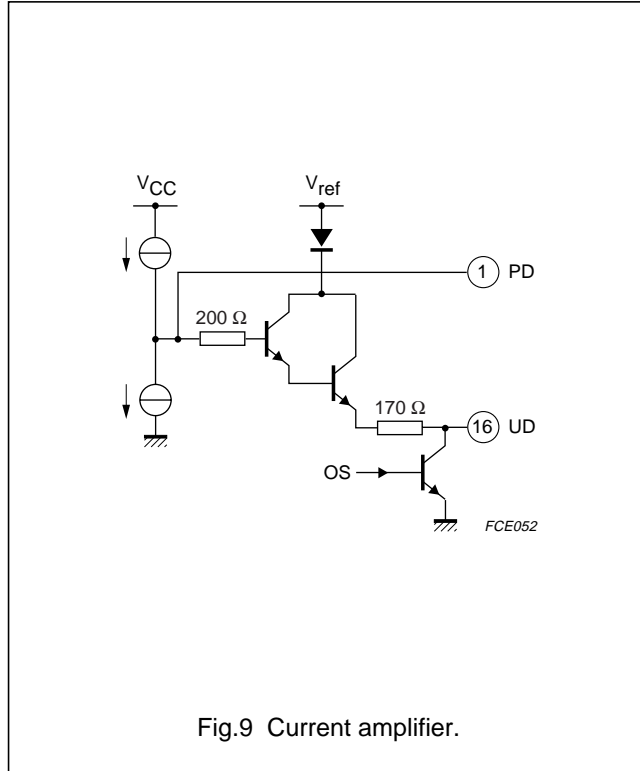 VCC Vref
1 PD
200 Ω
170 Ω
16 UD
OS
FCE052
Fig.9 Current amplifier.